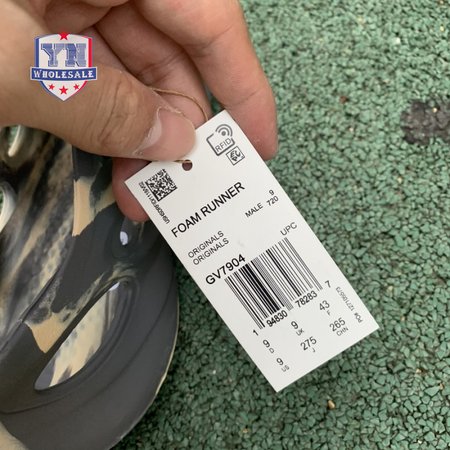 YN
WHOLESALE
RFID
FOAM RUNNER
MALE
9
720
ORIGINALS
ORIGINALS
GV7904
UPC
1 94830 78283 7
9 9 43
D UK F
9 275 265
US J CHN